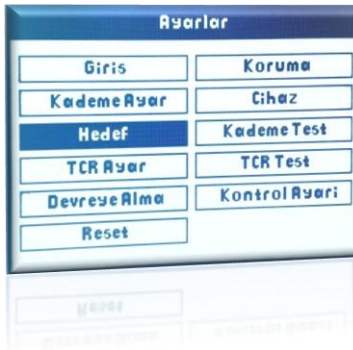 Ayarlar
Giris
Koruma
Kademe Ayar
Cihaz
Hedef
Kademe Test
TCR Ayar
TCR Test
Devreye Alma
Kontrol Ayari
Reset